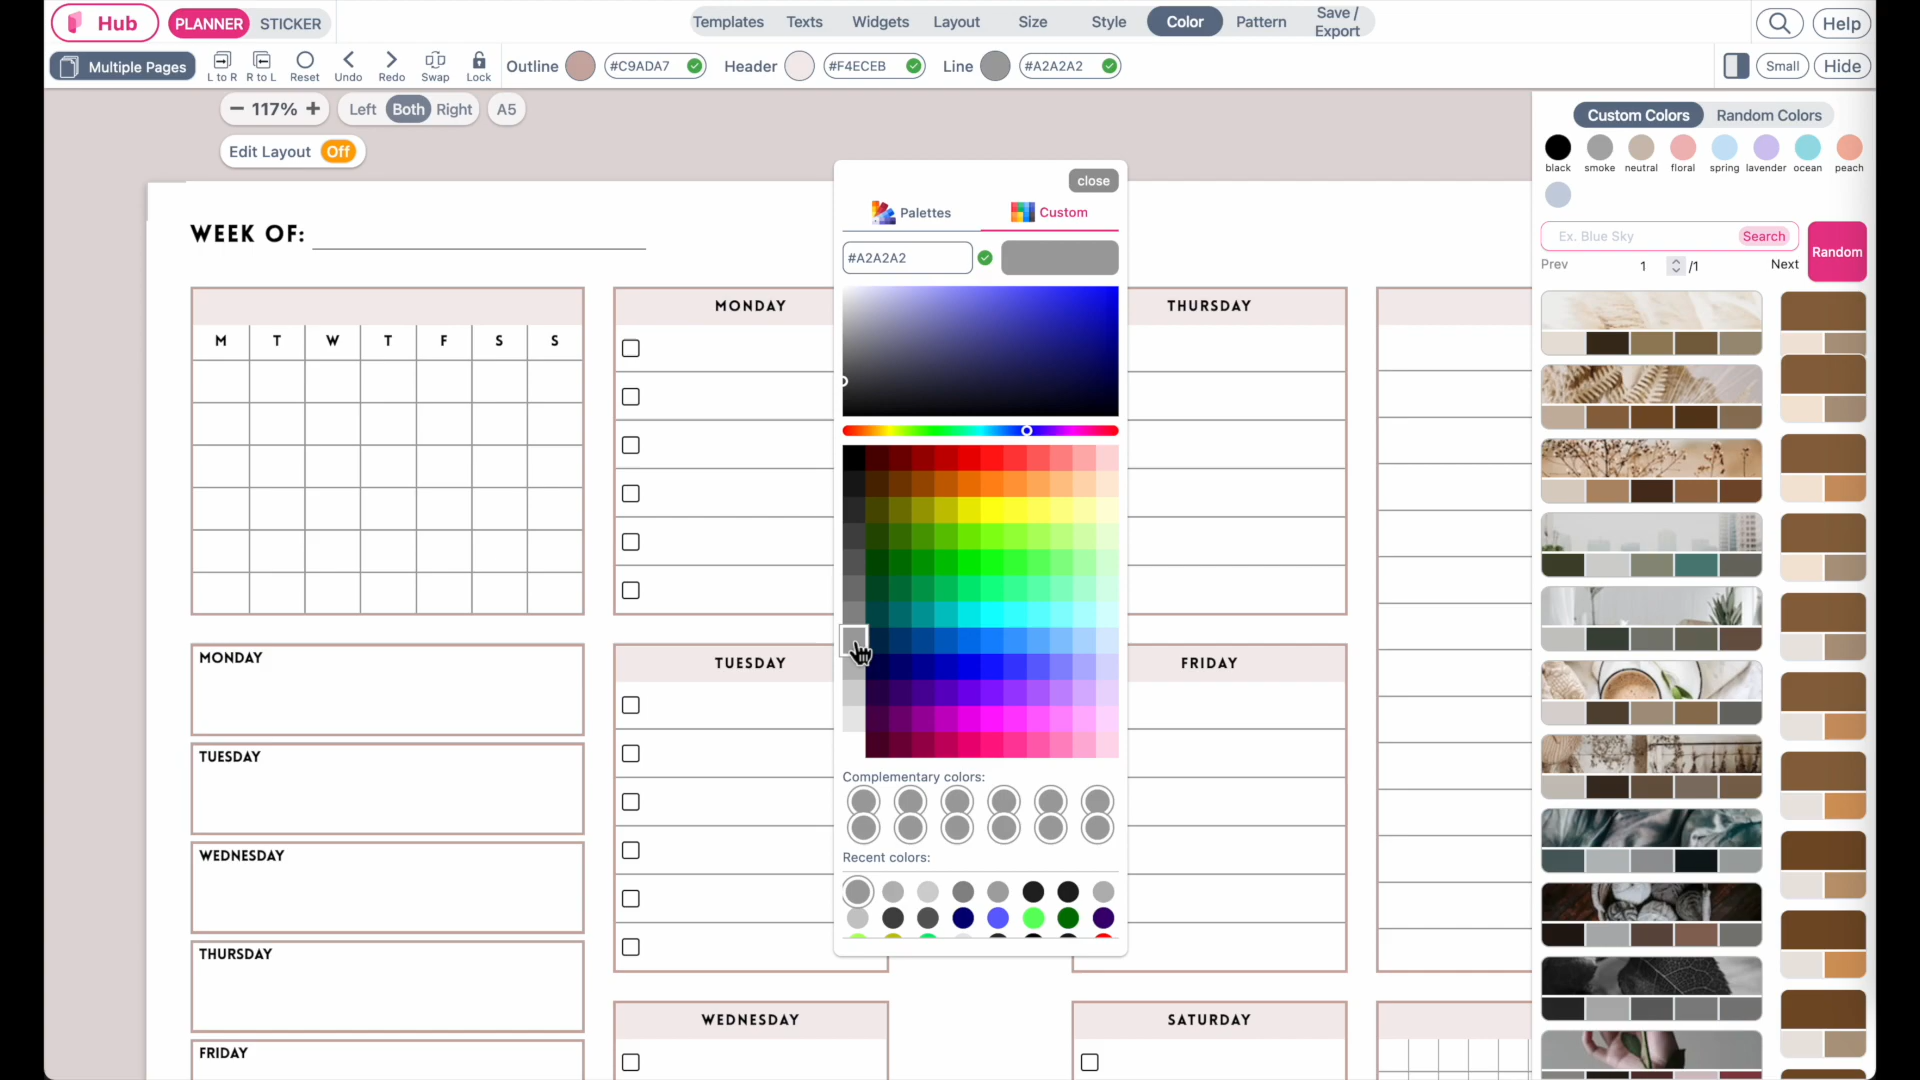 Hub
PLANNER
STICKER
Templates
Texts
Widgets
Layout
Size
Style
Color
Pattern
Save /
Export
Help
Multiple Pages
L to R
R to L
Reset
Undo
Redo
Swap
Lock
Outline
#C9ADA7
Header
#F4ECEB
Line
#A2A2A2
Small
Hide
117%
Left
Both
Right
A5
Edit Layout
Off
WEEK OF:
M T W T F S S
MONDAY
TUESDAY
WEDNESDAY
THURSDAY
FRIDAY
MONDAY
TUESDAY
WEDNESDAY
THURSDAY
FRIDAY
SATURDAY
close
Palettes
Custom
#A2A2A2
Complementary colors:
Recent colors:
Custom Colors
Random Colors
black
smoke
neutral
floral
spring
lavender
ocean
peach
Ex. Blue Sky
Search
Random
Prev
1
/1
Next